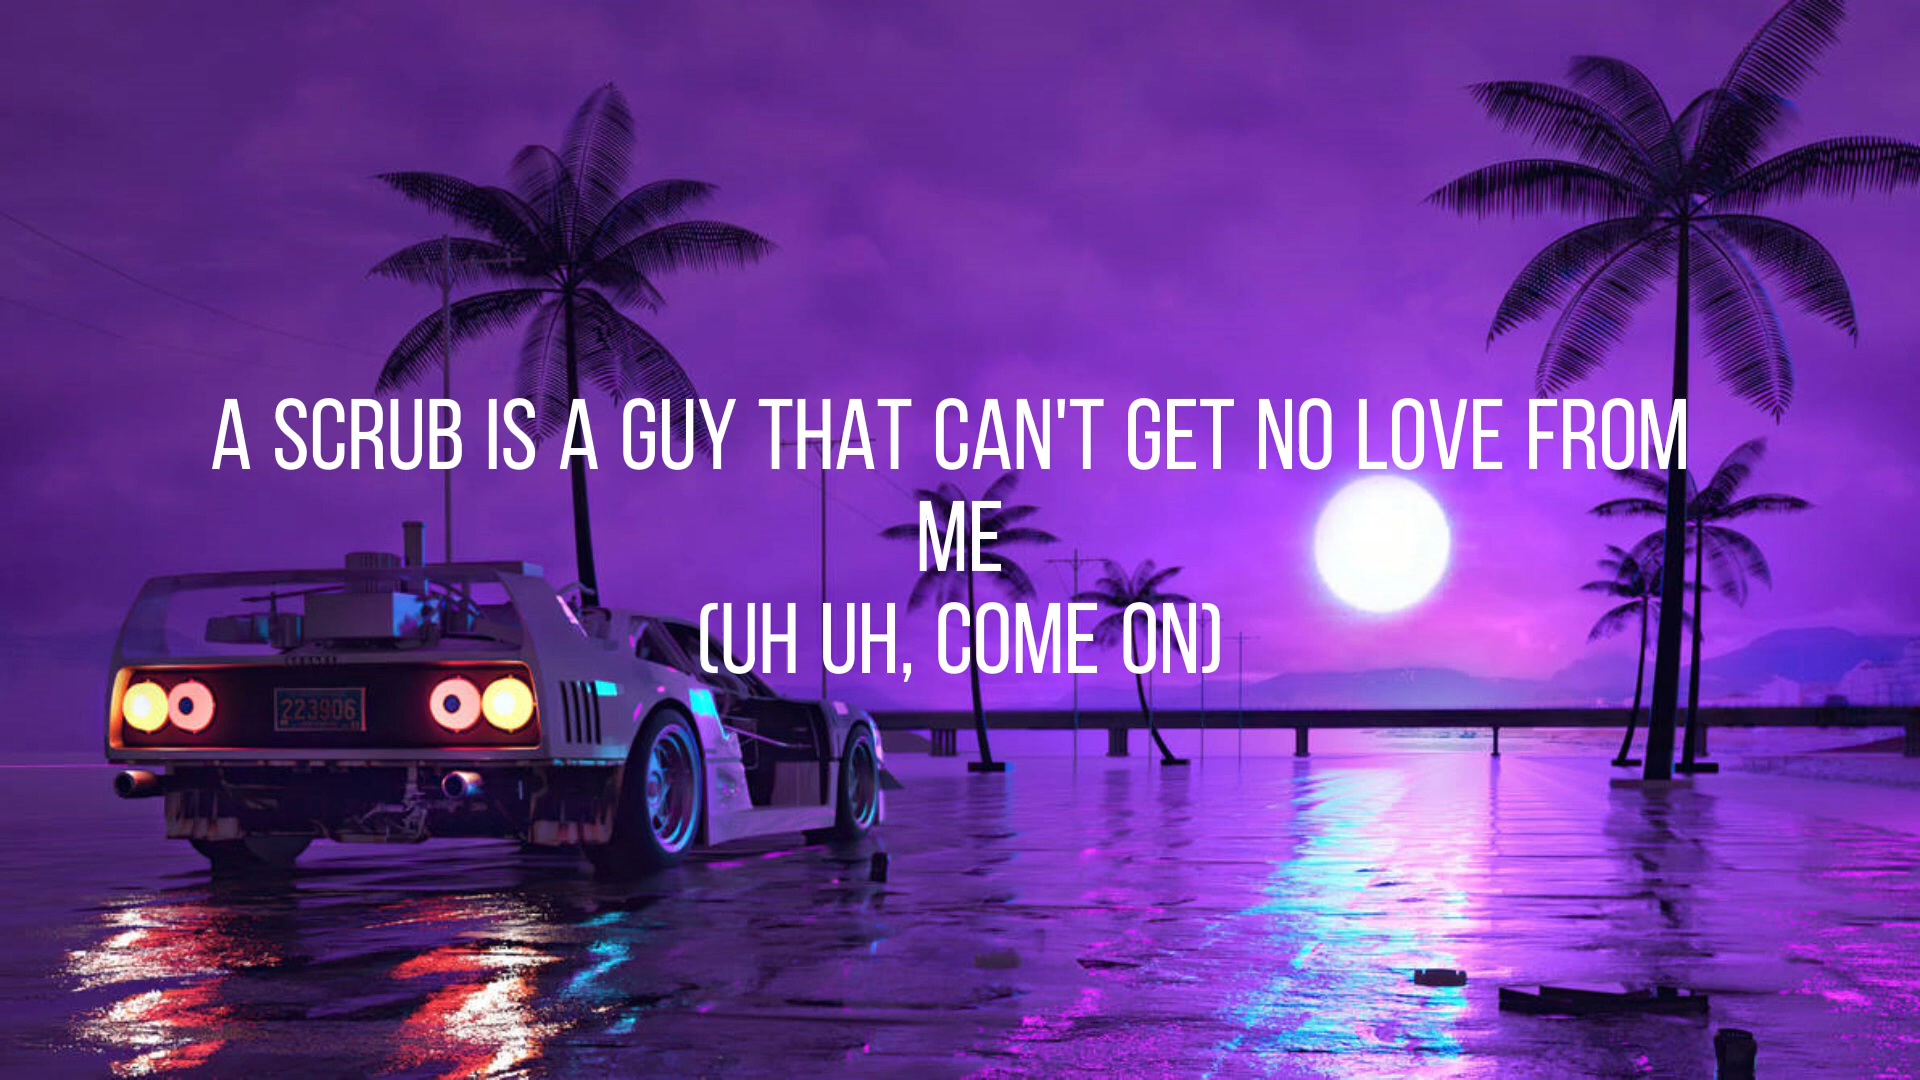 A SCRUB IS A GUY THAT CAN'T GET NO LOVE FROM
ME
(UH UH, COME ON)
223906